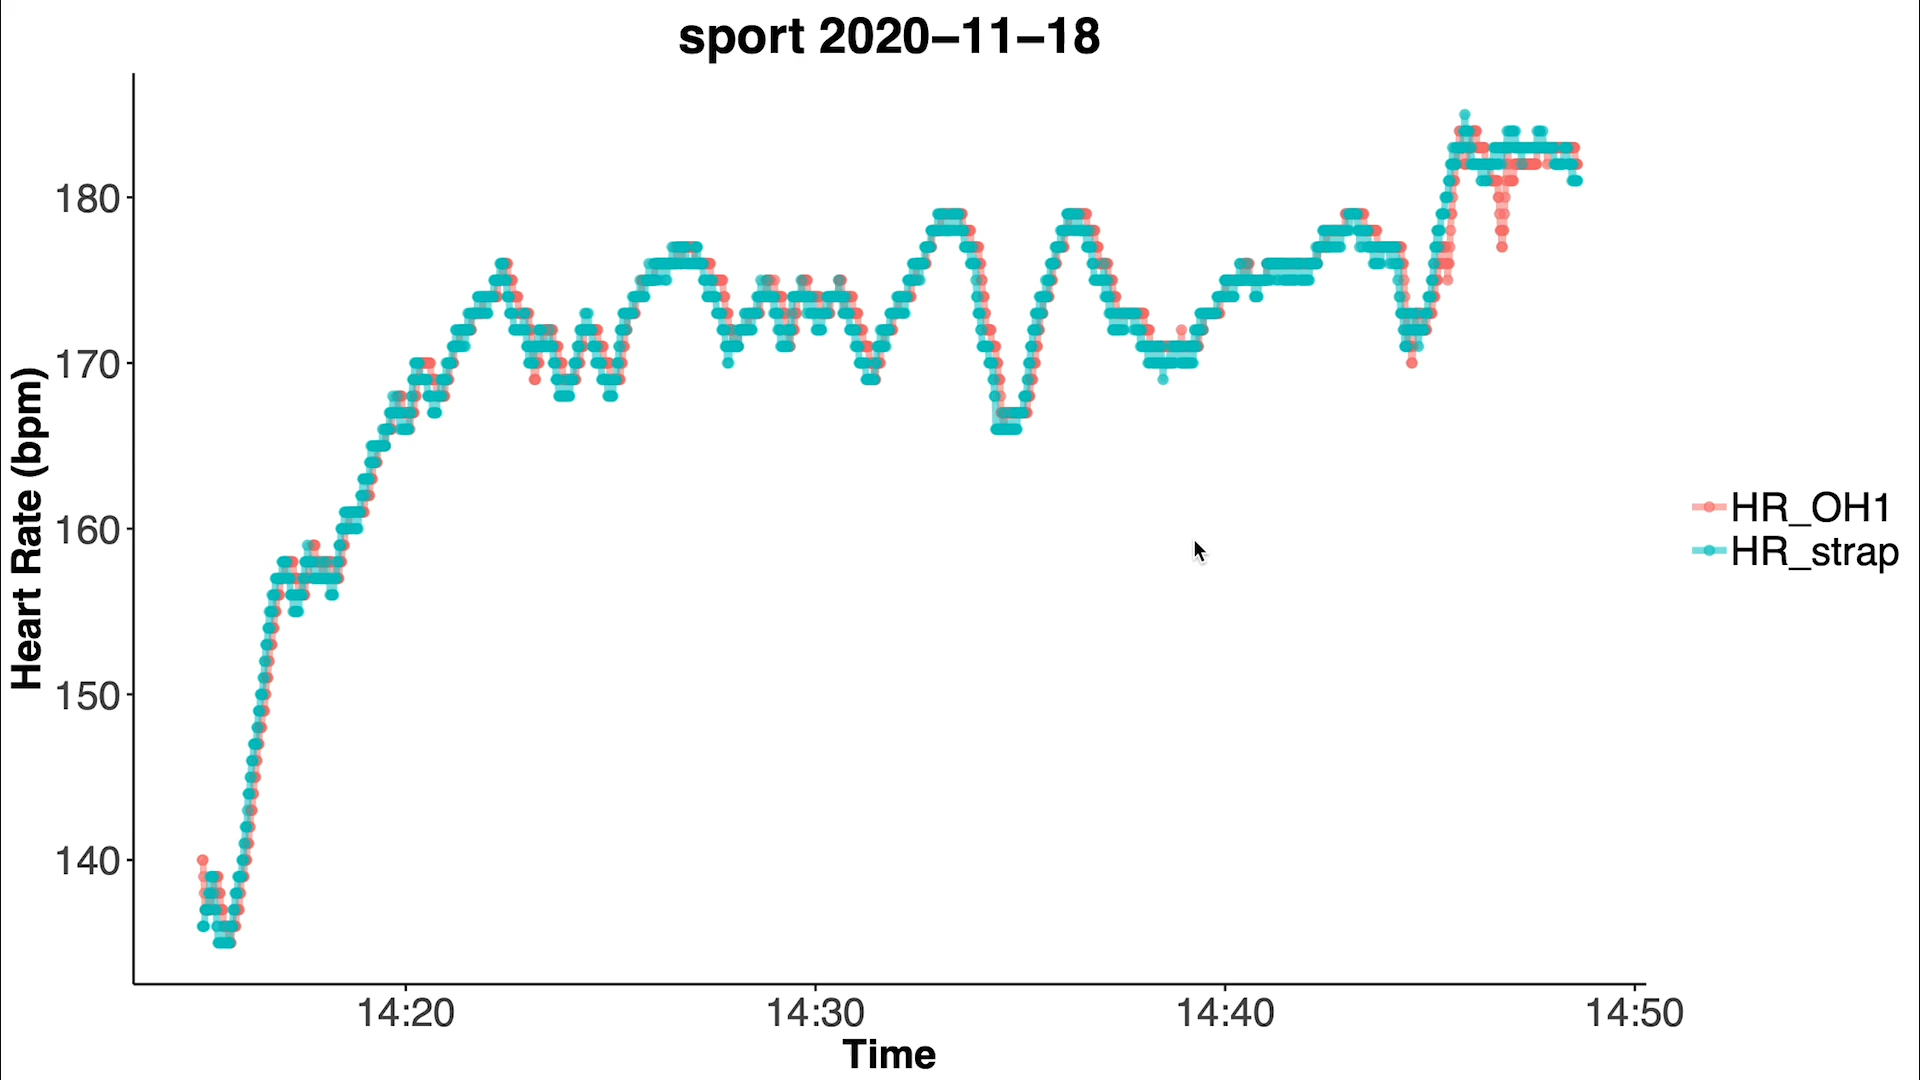 sport 2020–11–18
Heart Rate (bpm)
180
170
160
150
140
14:20
14:30
14:40
14:50
Time
HR_OH1
HR_strap